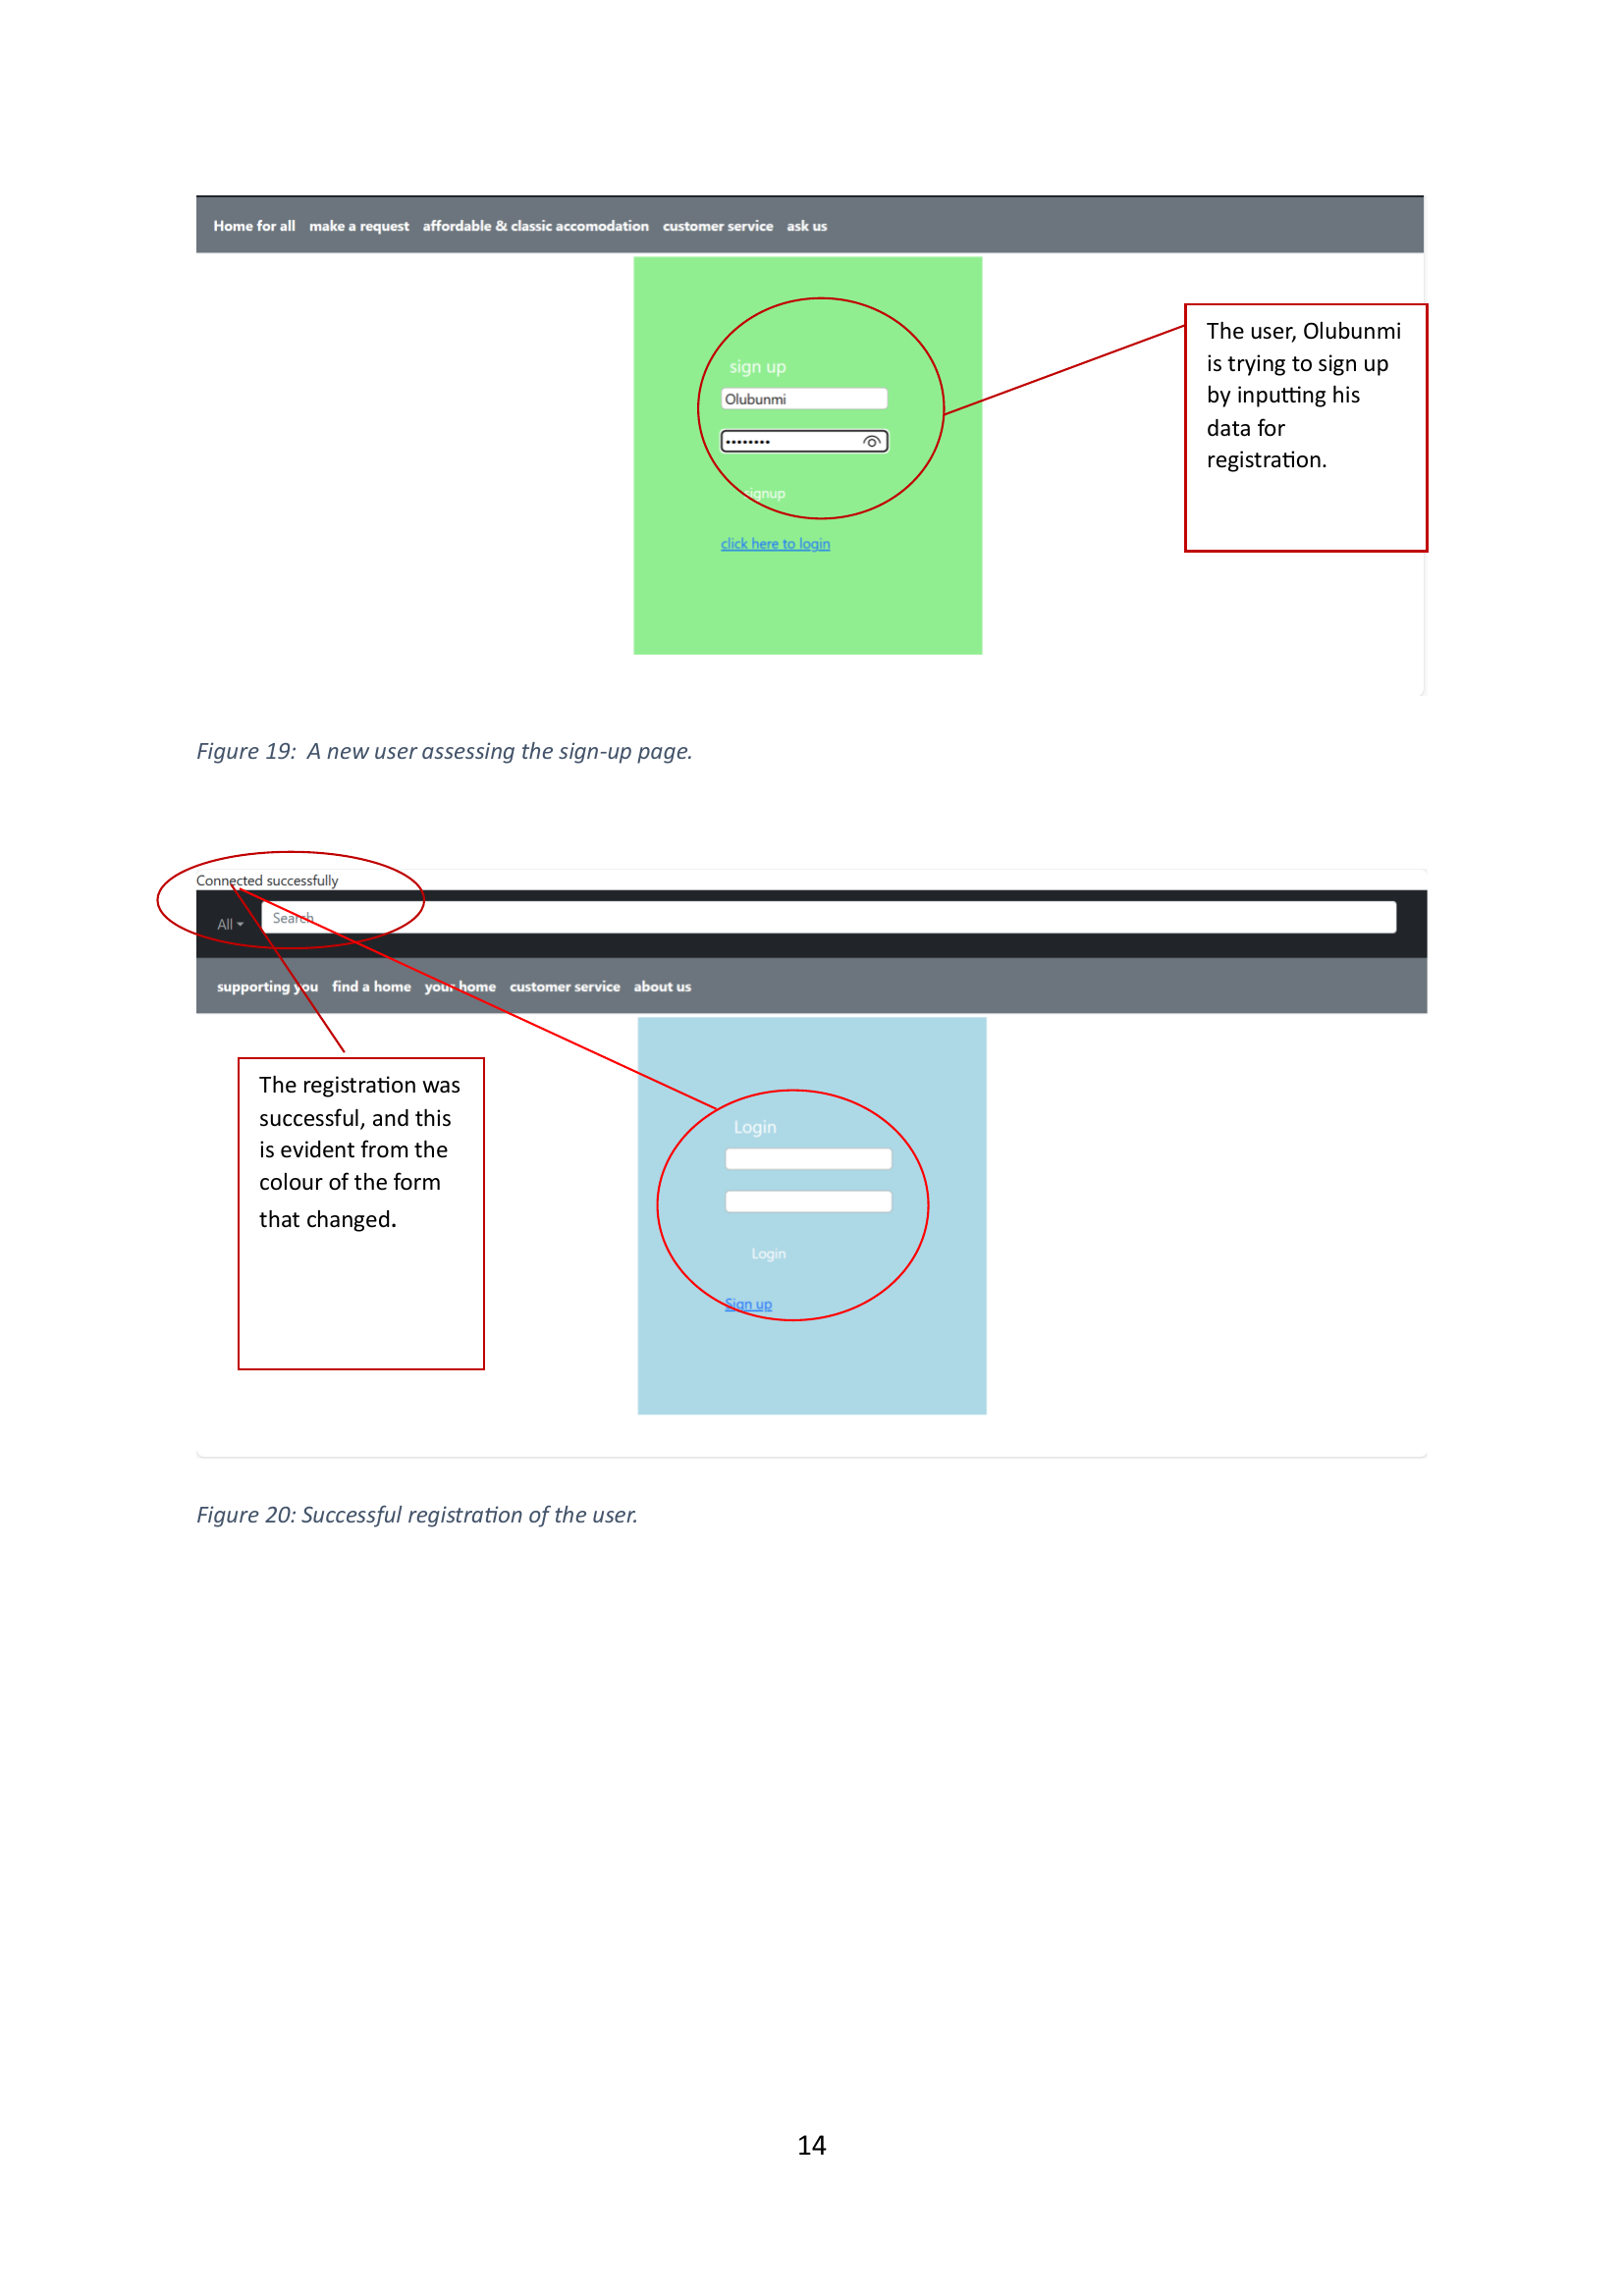 Home for all make a request affordable & classic accomodation customer service ask us
sign up
Olubunmi
••••••••
signup
click here to login
The user, Olubunmi
is trying to sign up
by inputting his
data for
registration.
Figure 19:  A new user assessing the sign-up page.
Connected successfully
All Search
supporting you find a home your home customer service about us
The registration was
successful, and this
is evident from the
colour of the form
that changed.
Login
Login
Sign up
Figure 20: Successful registration of the user.
14